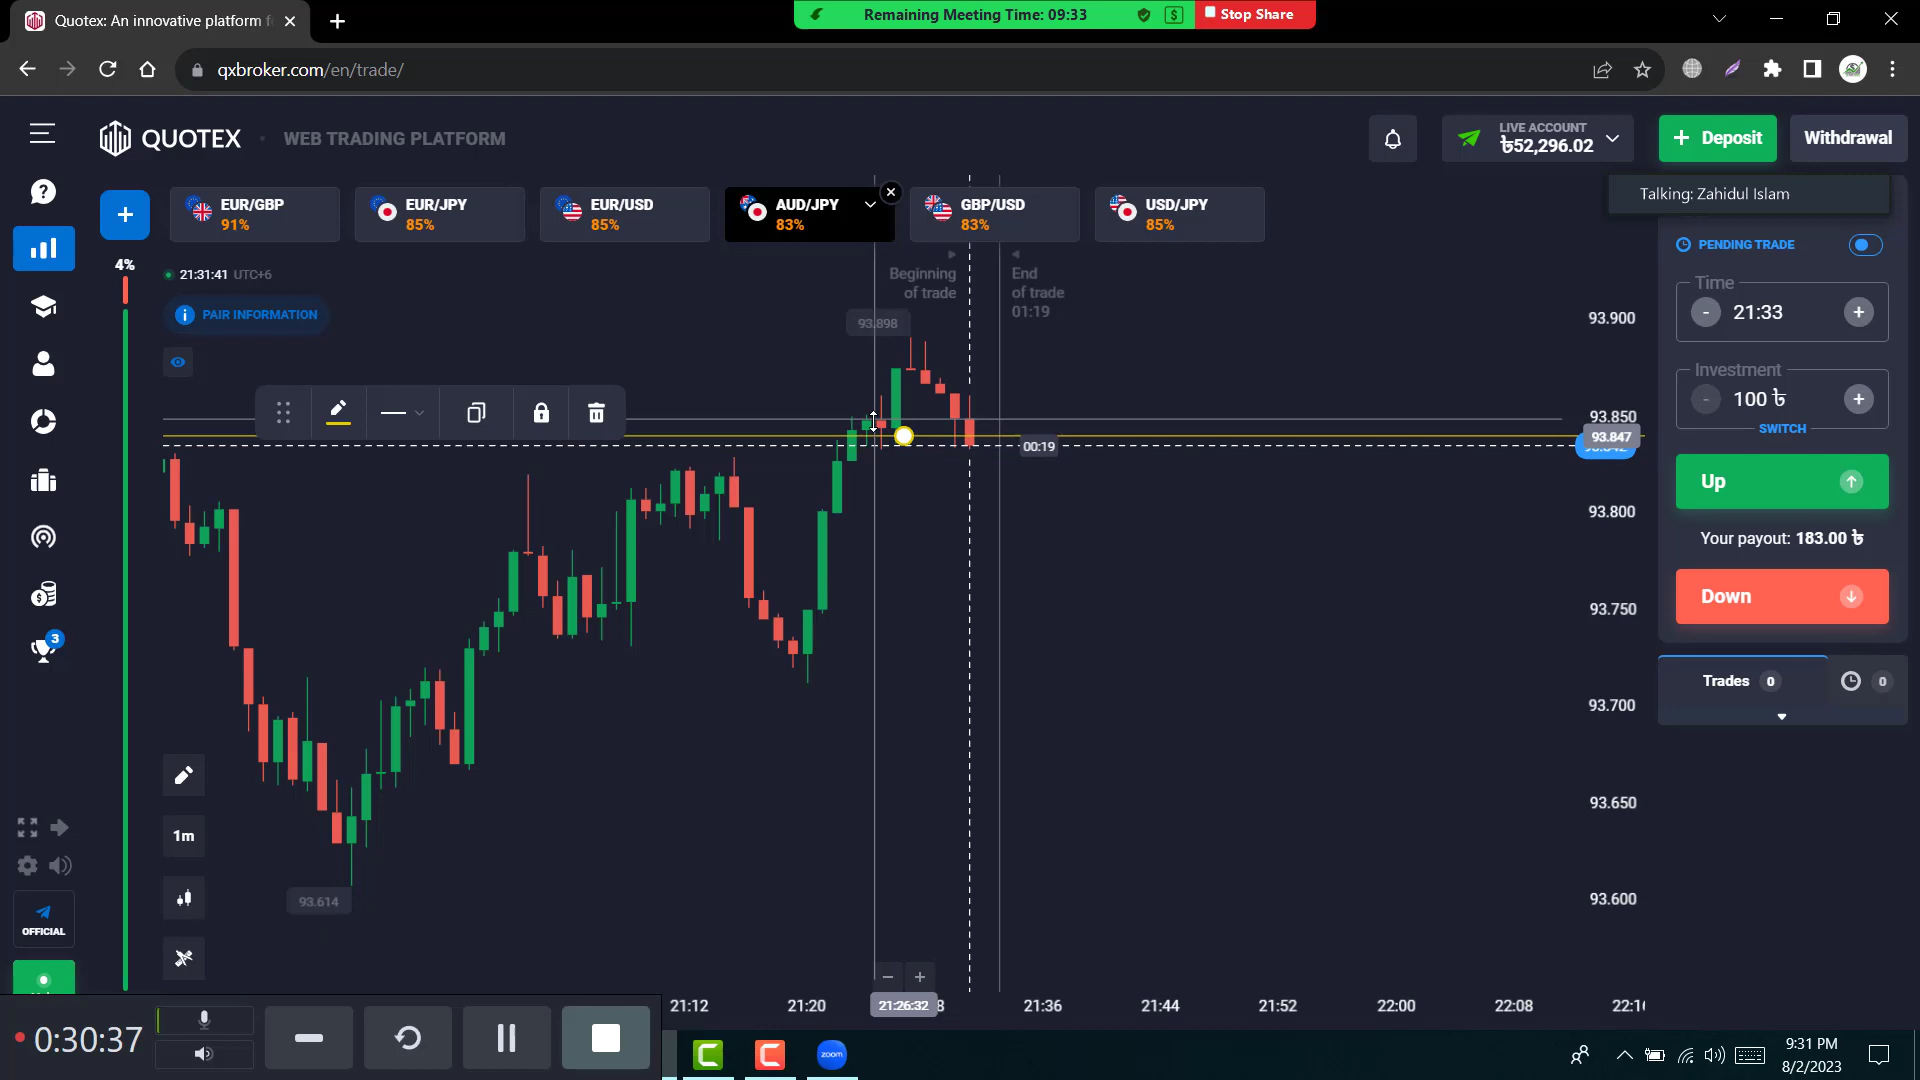 Quotex: An innovative platform f
Remaining Meeting Time: 09:33
Stop Share
qxbroker.com/en/trade/
QUOTEX
WEB TRADING PLATFORM
LIVE ACCOUNT
৳52,296.02
Deposit
Withdrawal
Talking: Zahidul Islam
EUR/GBP
91%
EUR/JPY
85%
EUR/USD
85%
AUD/JPY
83%
GBP/USD
83%
USD/JPY
85%
4%
21:31:41 UTC+6
PAIR INFORMATION
Beginning
of trade
End
of trade
01:19
93.898
93.900
93.850
93.847
00:19
93.800
93.750
93.700
93.650
93.600
93.614
PENDING TRADE
Time
- 21:33 +
Investment
- 100 ৳ +
SWITCH
Up
Your payout: 183.00 ৳
Down
Trades 0
0
3
1m
OFFICIAL
- +
21:12
21:20
21:26:32
21:36
21:44
21:52
22:00
22:08
0:30:37
zoom
9:31 PM
8/2/2023